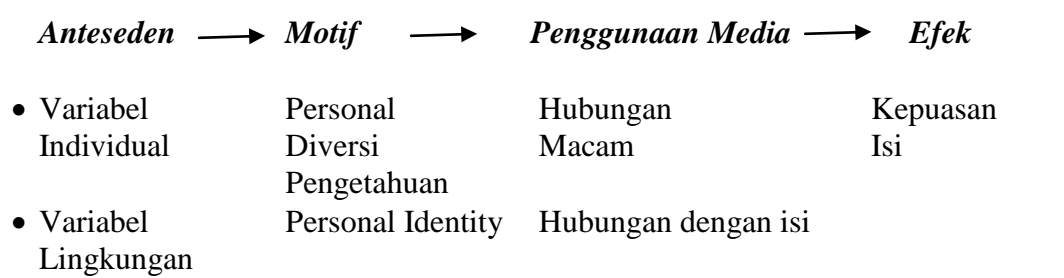 Anteseden Motif Penggunaan Media Efek
• Variabel Personal Hubungan Kepuasan
Individual Diversi Macam Isi
Pengetahuan
• Variabel Personal Identity Hubungan dengan isi
Lingkungan